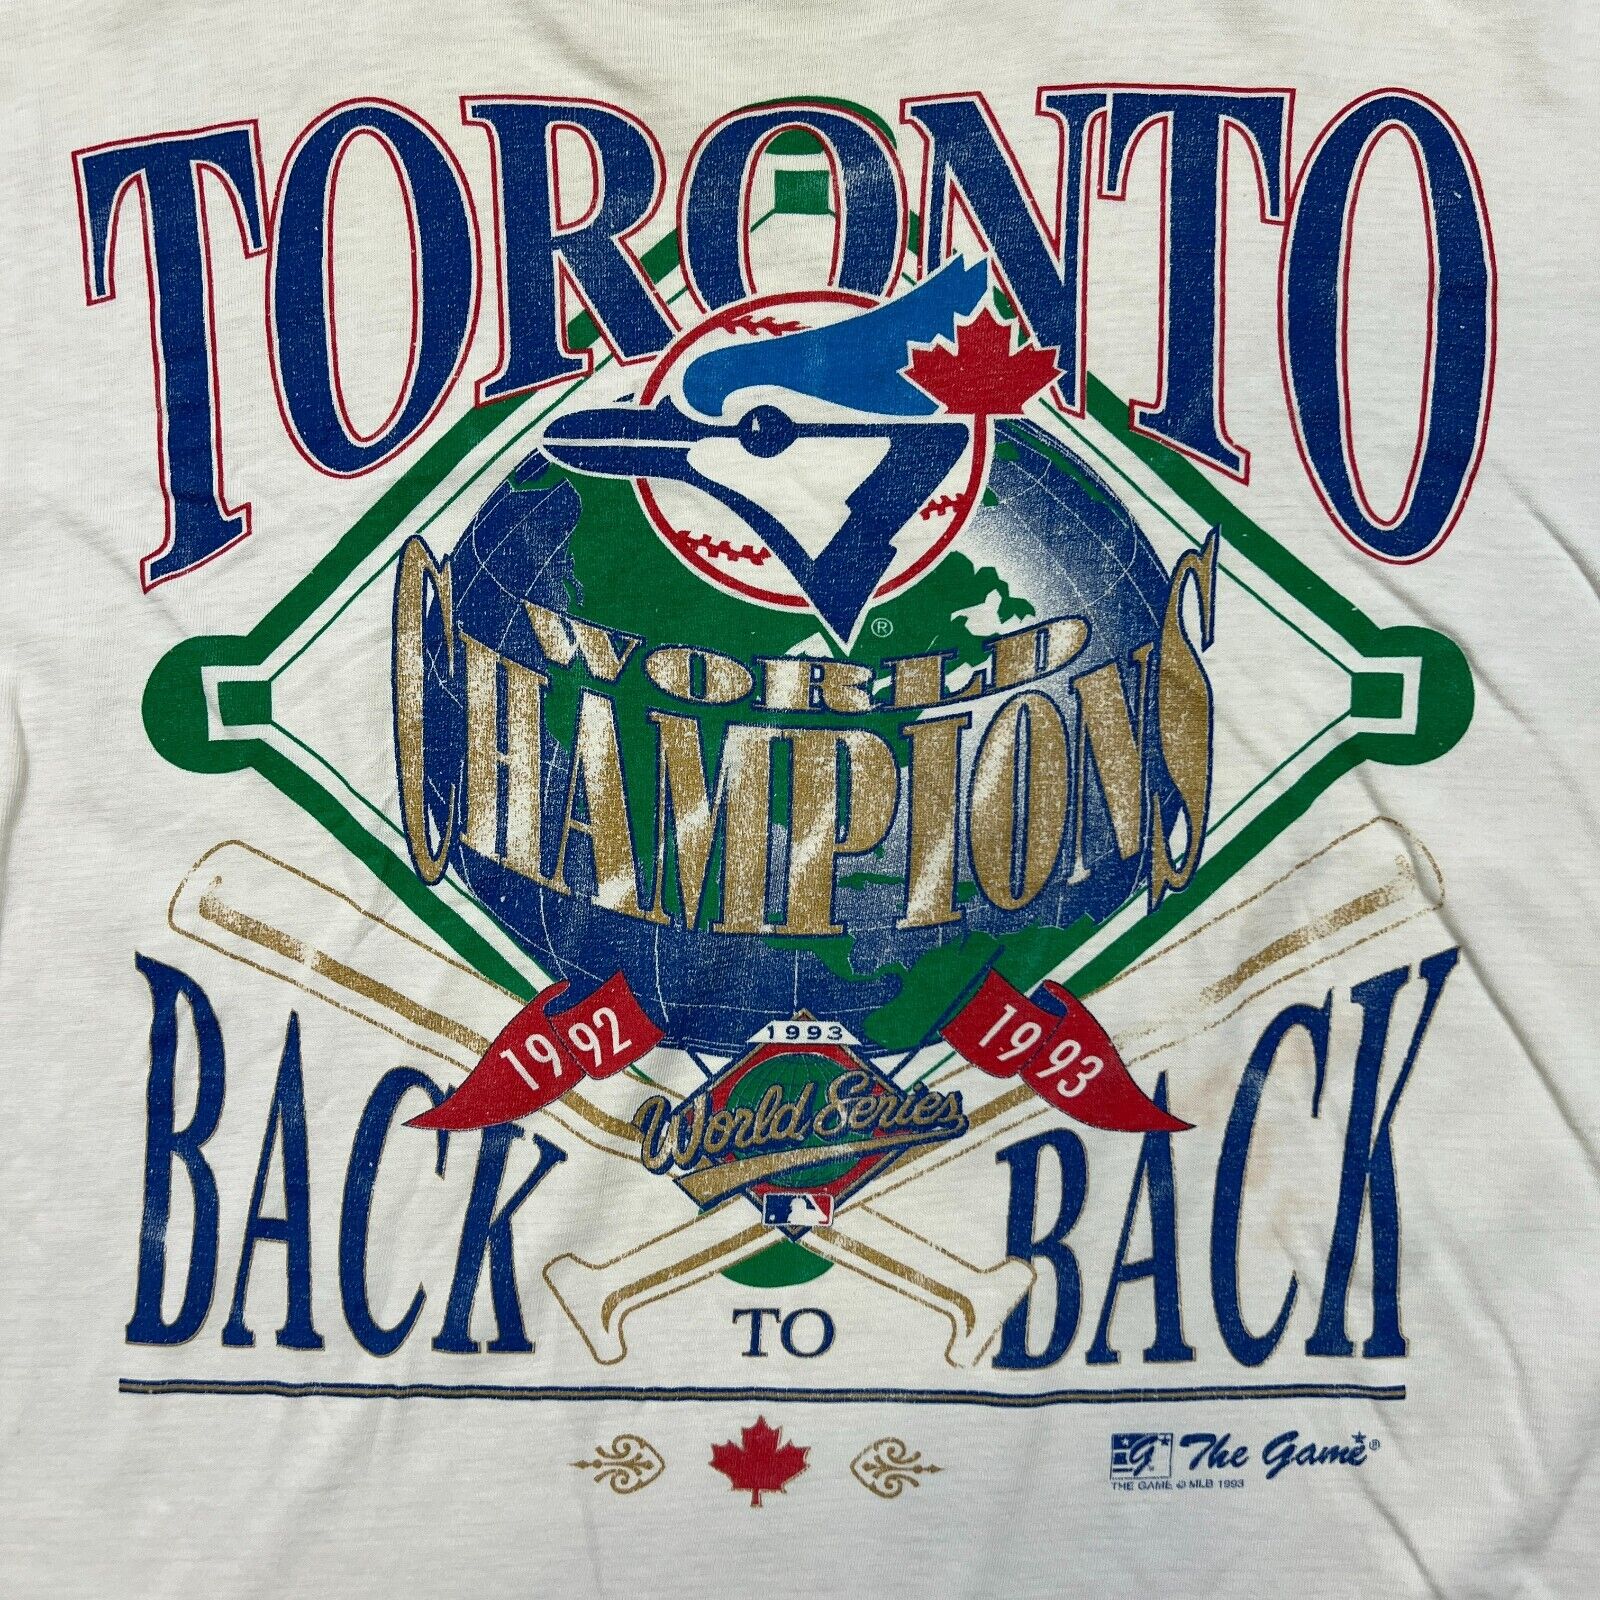 TORONTO
®
WORLD
CHAMPIONS
1992
1993
1993
World Series
BACK
TO
BACK
G The Game®
THE GAME © MLB 1993